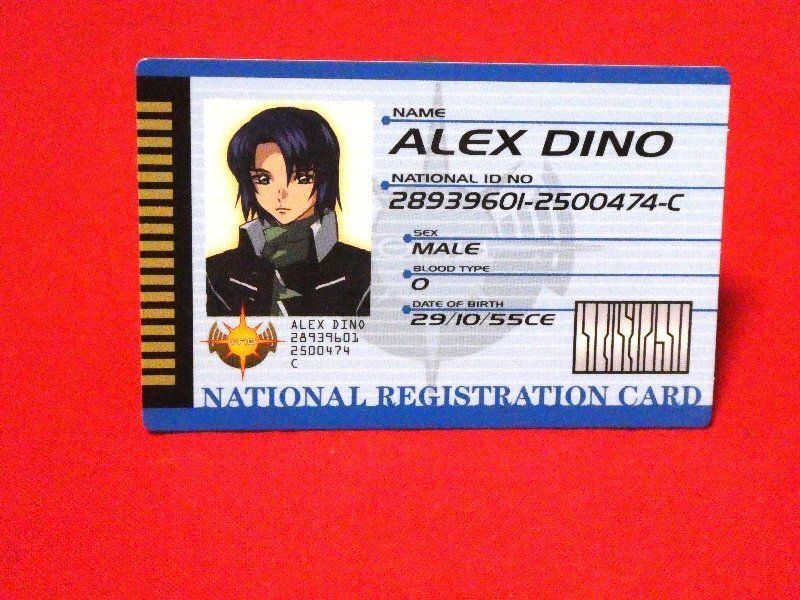 NAME
ALEX DINO
NATIONAL ID NO
28939601-2500474-C
SEX
MALE
BLOOD TYPE
O
DATE OF BIRTH
29/10/55CE
ALEX DINO
28939601
2500474
C
NATIONAL REGISTRATION CARD